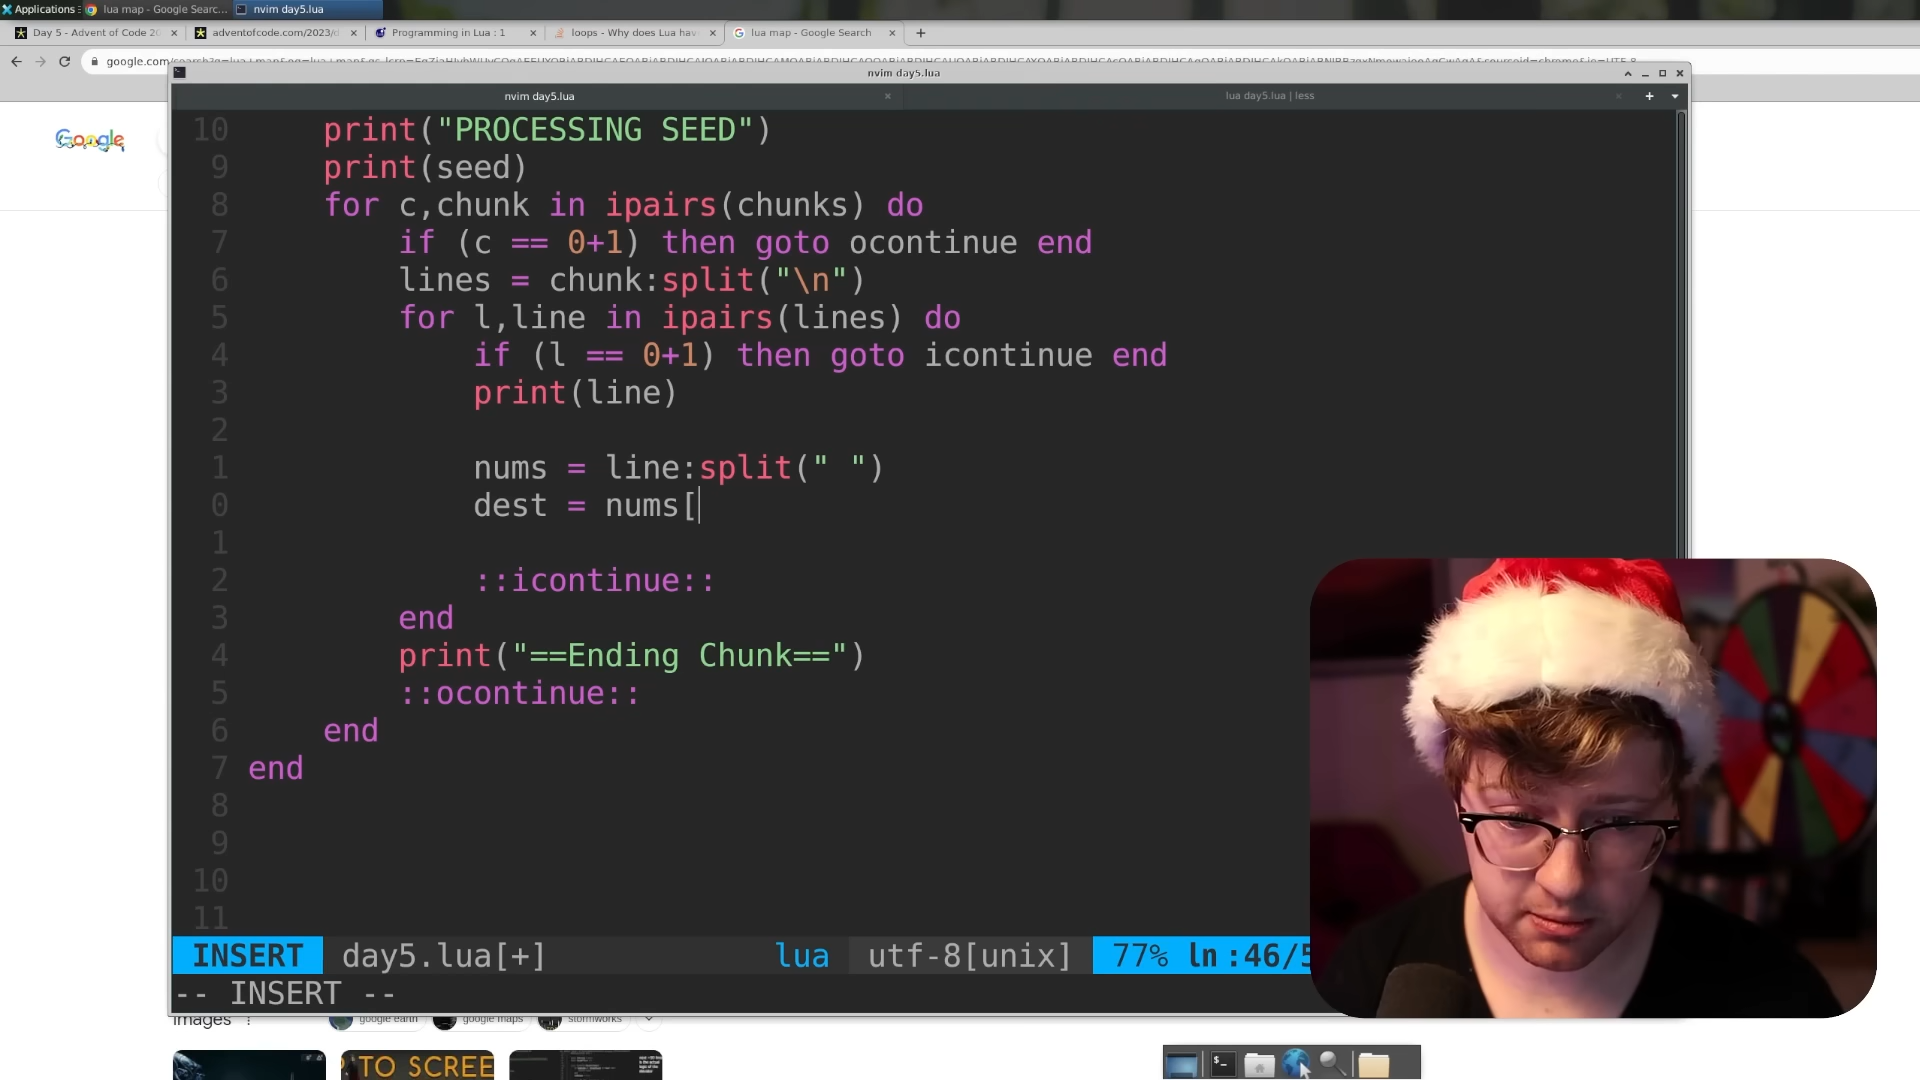 Applications
lua map - Google Searc...
nvim day5.lua
Day 5 - Advent of Code 20
adventofcode.com/2023/d
Programming in Lua : 1
loops - Why does Lua hav
lua map - Google Search
nvim day5.lua
nvim day5.lua
lua day5.lua | less
Google
10 print("PROCESSING SEED")
9 print(seed)
8 for c,chunk in ipairs(chunks) do
7 if (c == 0+1) then goto ocontinue end
6 lines = chunk:split("\n")
5 for l,line in ipairs(lines) do
4 if (l == 0+1) then goto icontinue end
3 print(line)
2
1 nums = line:split(" ")
0 dest = nums[
1
2 ::icontinue::
3 end
4 print("==Ending Chunk==")
5 ::ocontinue::
6 end
7 end
8
9
10
11
INSERT day5.lua[+] lua utf-8[unix] 77% ln :46/5
-- INSERT --
Images
google earth
google maps
stormworks
TO SCREE